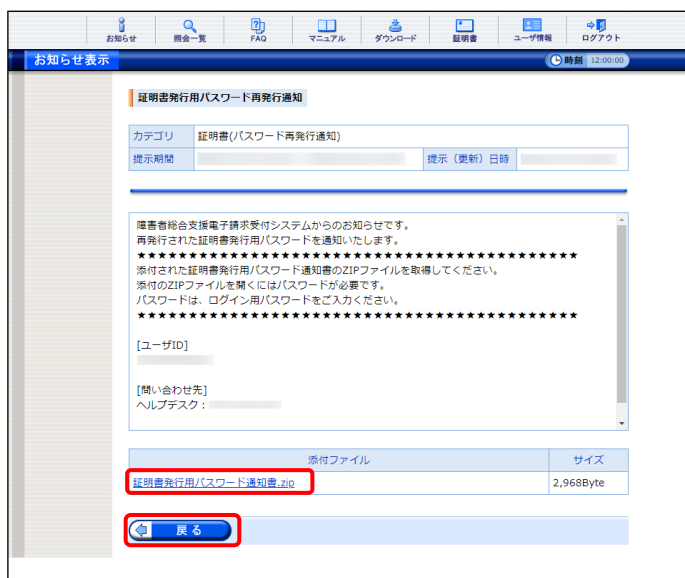 お知らせ 照会一覧 FAQ マニュアル ダウンロード 証明書 ユーザ情報 ログアウト
お知らせ表示 時刻 12:00:00
証明書発行用パスワード再発行通知
カテゴリ 証明書(パスワード再発行通知)
提示期間 提示（更新）日時
障害者総合支援電子請求受付システムからのお知らせです。
再発行された証明書発行用パスワードを通知いたします。
★★★★★★★★★★★★★★★★★★★★★★★★★★★★★★★★★★★★★★★★
添付された証明書発行用パスワード通知書のZIPファイルを取得してください。
添付のZIPファイルを開くにはパスワードが必要です。
パスワードは、ログイン用パスワードをご入力ください。
★★★★★★★★★★★★★★★★★★★★★★★★★★★★★★★★★★★★★★★★
[ユーザID]
[問い合わせ先]
ヘルプデスク：
添付ファイル サイズ
証明書発行用パスワード通知書.zip 2,968Byte
戻る